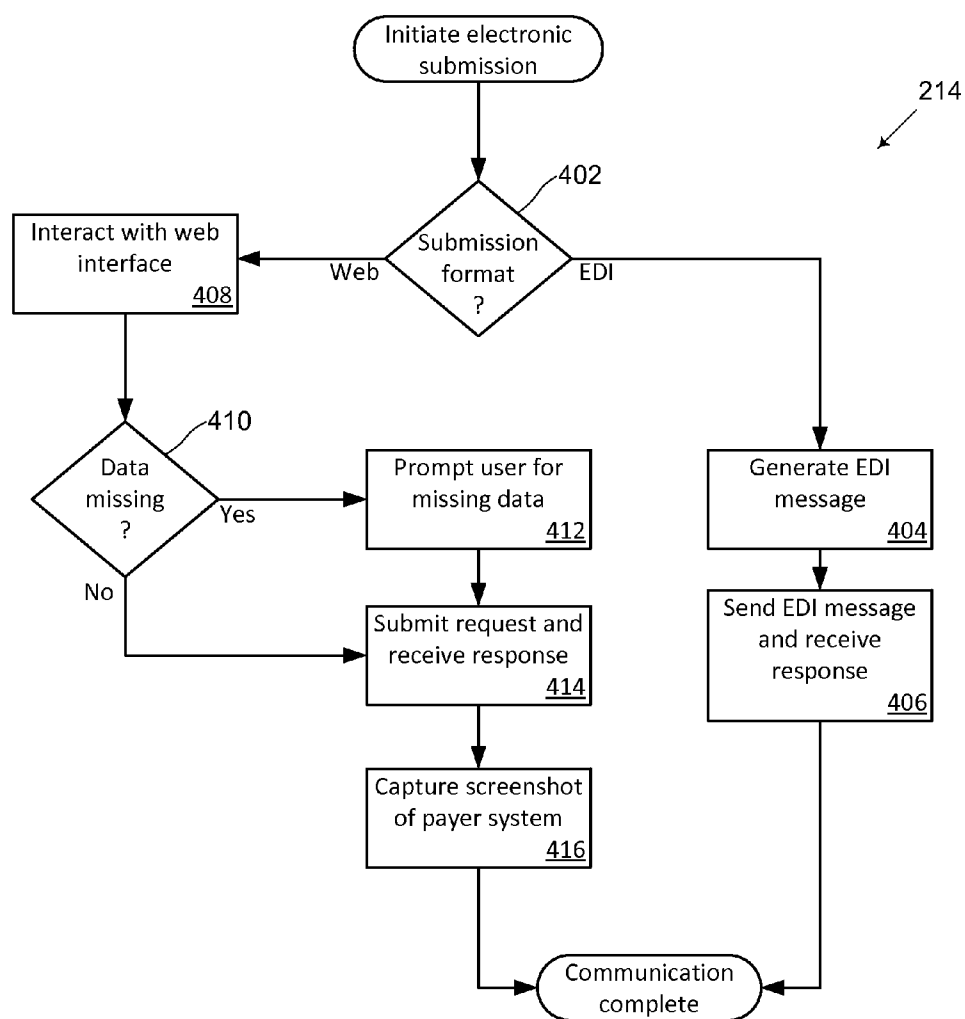 Initiate electronic
submission
214
402
Submission
format
?
Web
EDI
Interact with web
interface
408
410
Data
missing
?
Yes
No
Prompt user for
missing data
412
Generate EDI
message
404
Submit request and
receive response
414
Send EDI message
and receive
response
406
Capture screenshot
of payer system
416
Communication
complete